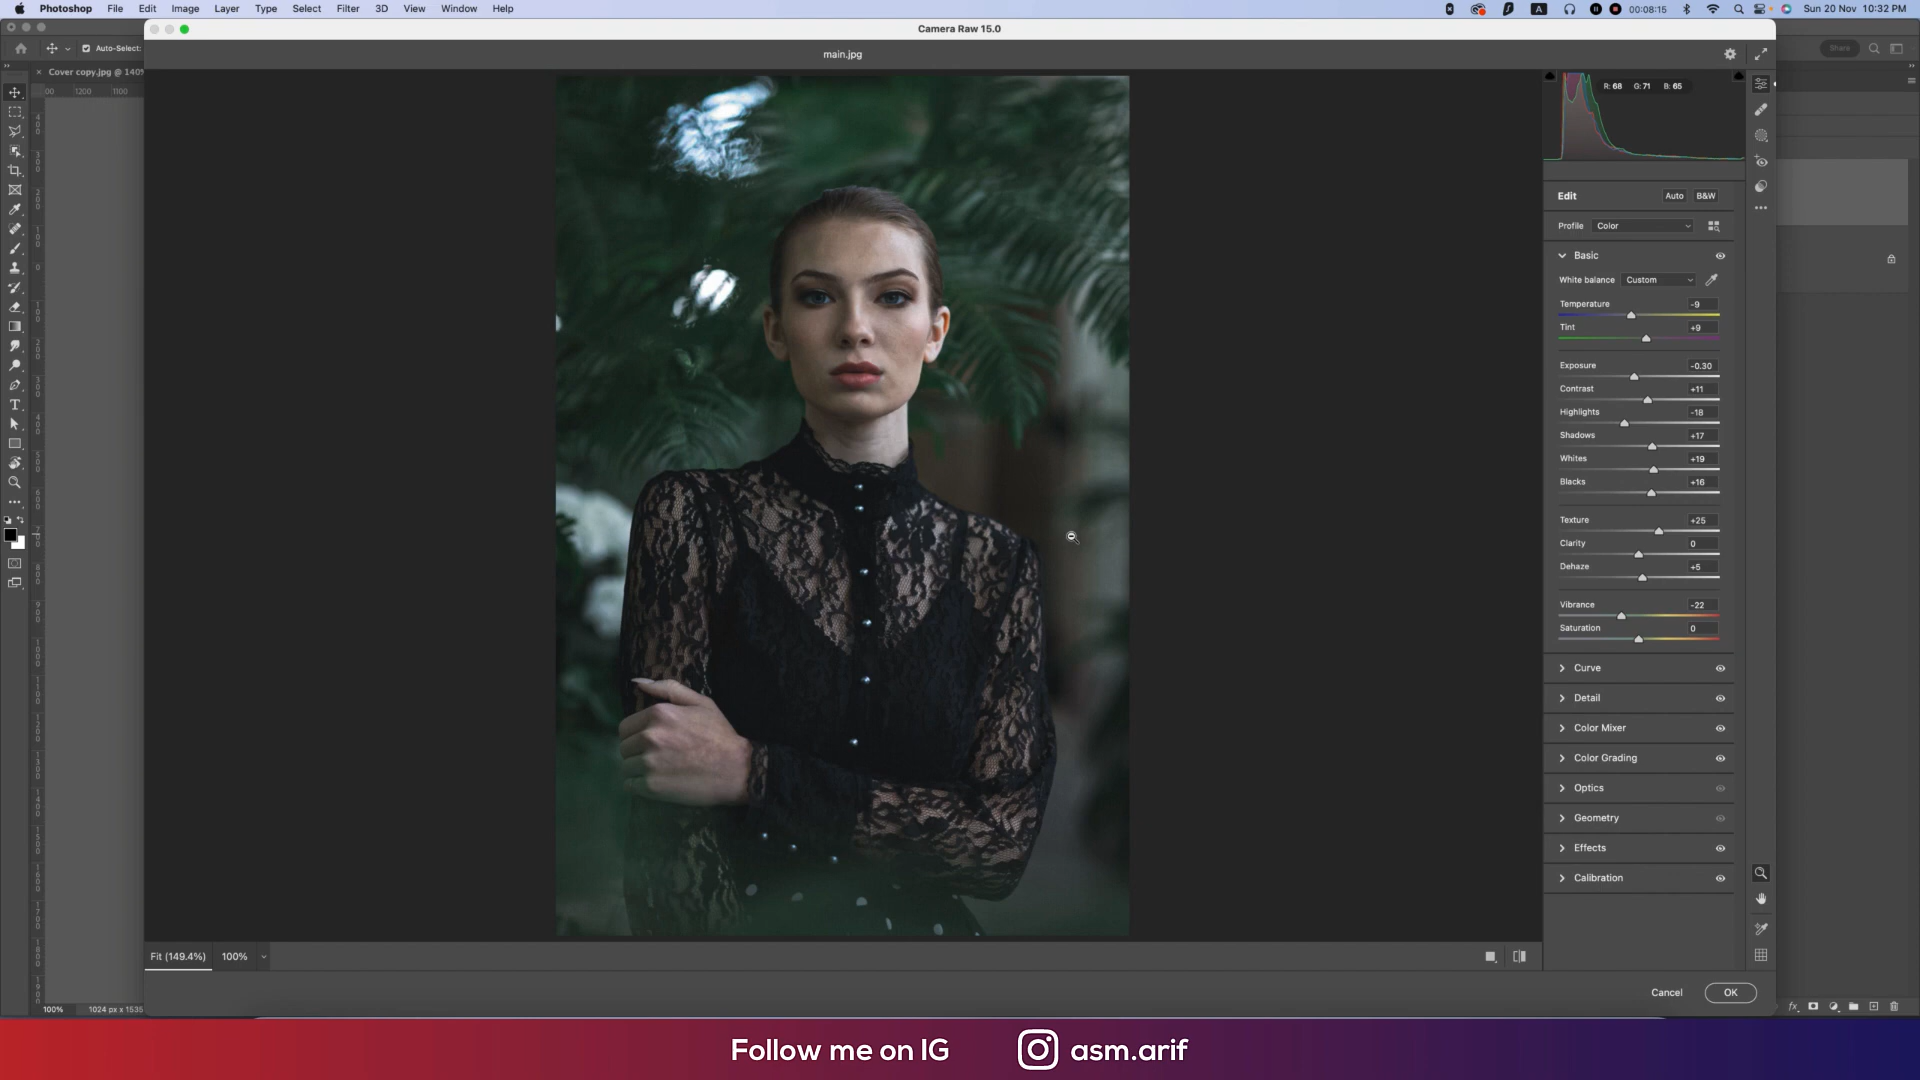 Photoshop File Edit Image Layer Type Select Filter 3D View Window Help
A 00:08:15 Sun 20 Nov 10:32 PM
Camera Raw 15.0
Auto-Select:
main.jpg
Share
Cover copy.jpg @ 140%
R: 68 G: 71 B: 65
Edit Auto B&W
Profile Color
Basic
White balance Custom
Temperature -9
Tint +9
Exposure -0.30
Contrast +11
Highlights -18
Shadows +17
Whites +19
Blacks +16
Texture +25
Clarity 0
Dehaze +5
Vibrance -22
Saturation 0
Curve
Detail
Color Mixer
Color Grading
Optics
Geometry
Effects
Calibration
Fit (149.4%) 100%
Cancel OK
100% 1024 px x 1535
Follow me on IG asm.arif